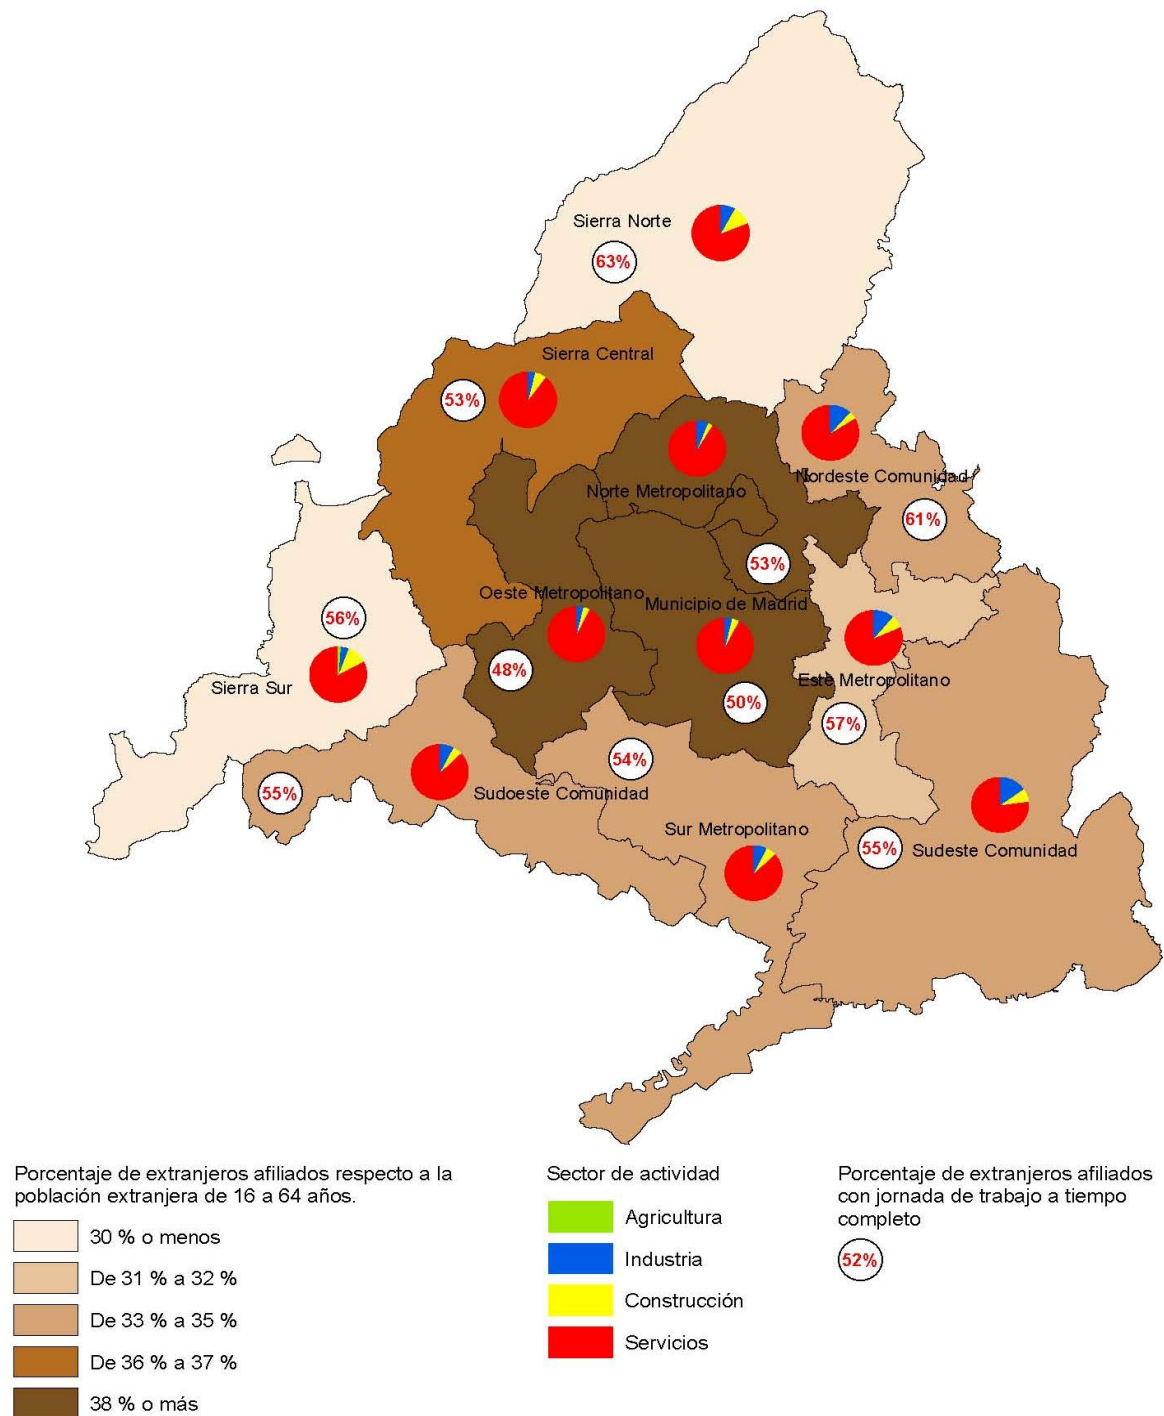 Sierra Norte
63%
Sierra Central
53%
Nordeste Comunidad
Norte Metropolitano
61%
53%
Oeste Metropolitano
Municipio de Madrid
56%
48%
Sierra Sur
Este Metropolitano
50%
57%
54%
55%
Sudoeste Comunidad
Sur Metropolitano
55%
Sudeste Comunidad
Porcentaje de extranjeros afiliados respecto a la
población extranjera de 16 a 64 años.
30 % o menos
De 31 % a 32 %
De 33 % a 35 %
De 36 % a 37 %
38 % o más
Sector de actividad
Agricultura
Industria
Construcción
Servicios
Porcentaje de extranjeros afiliados
con jornada de trabajo a tiempo
completo
52%